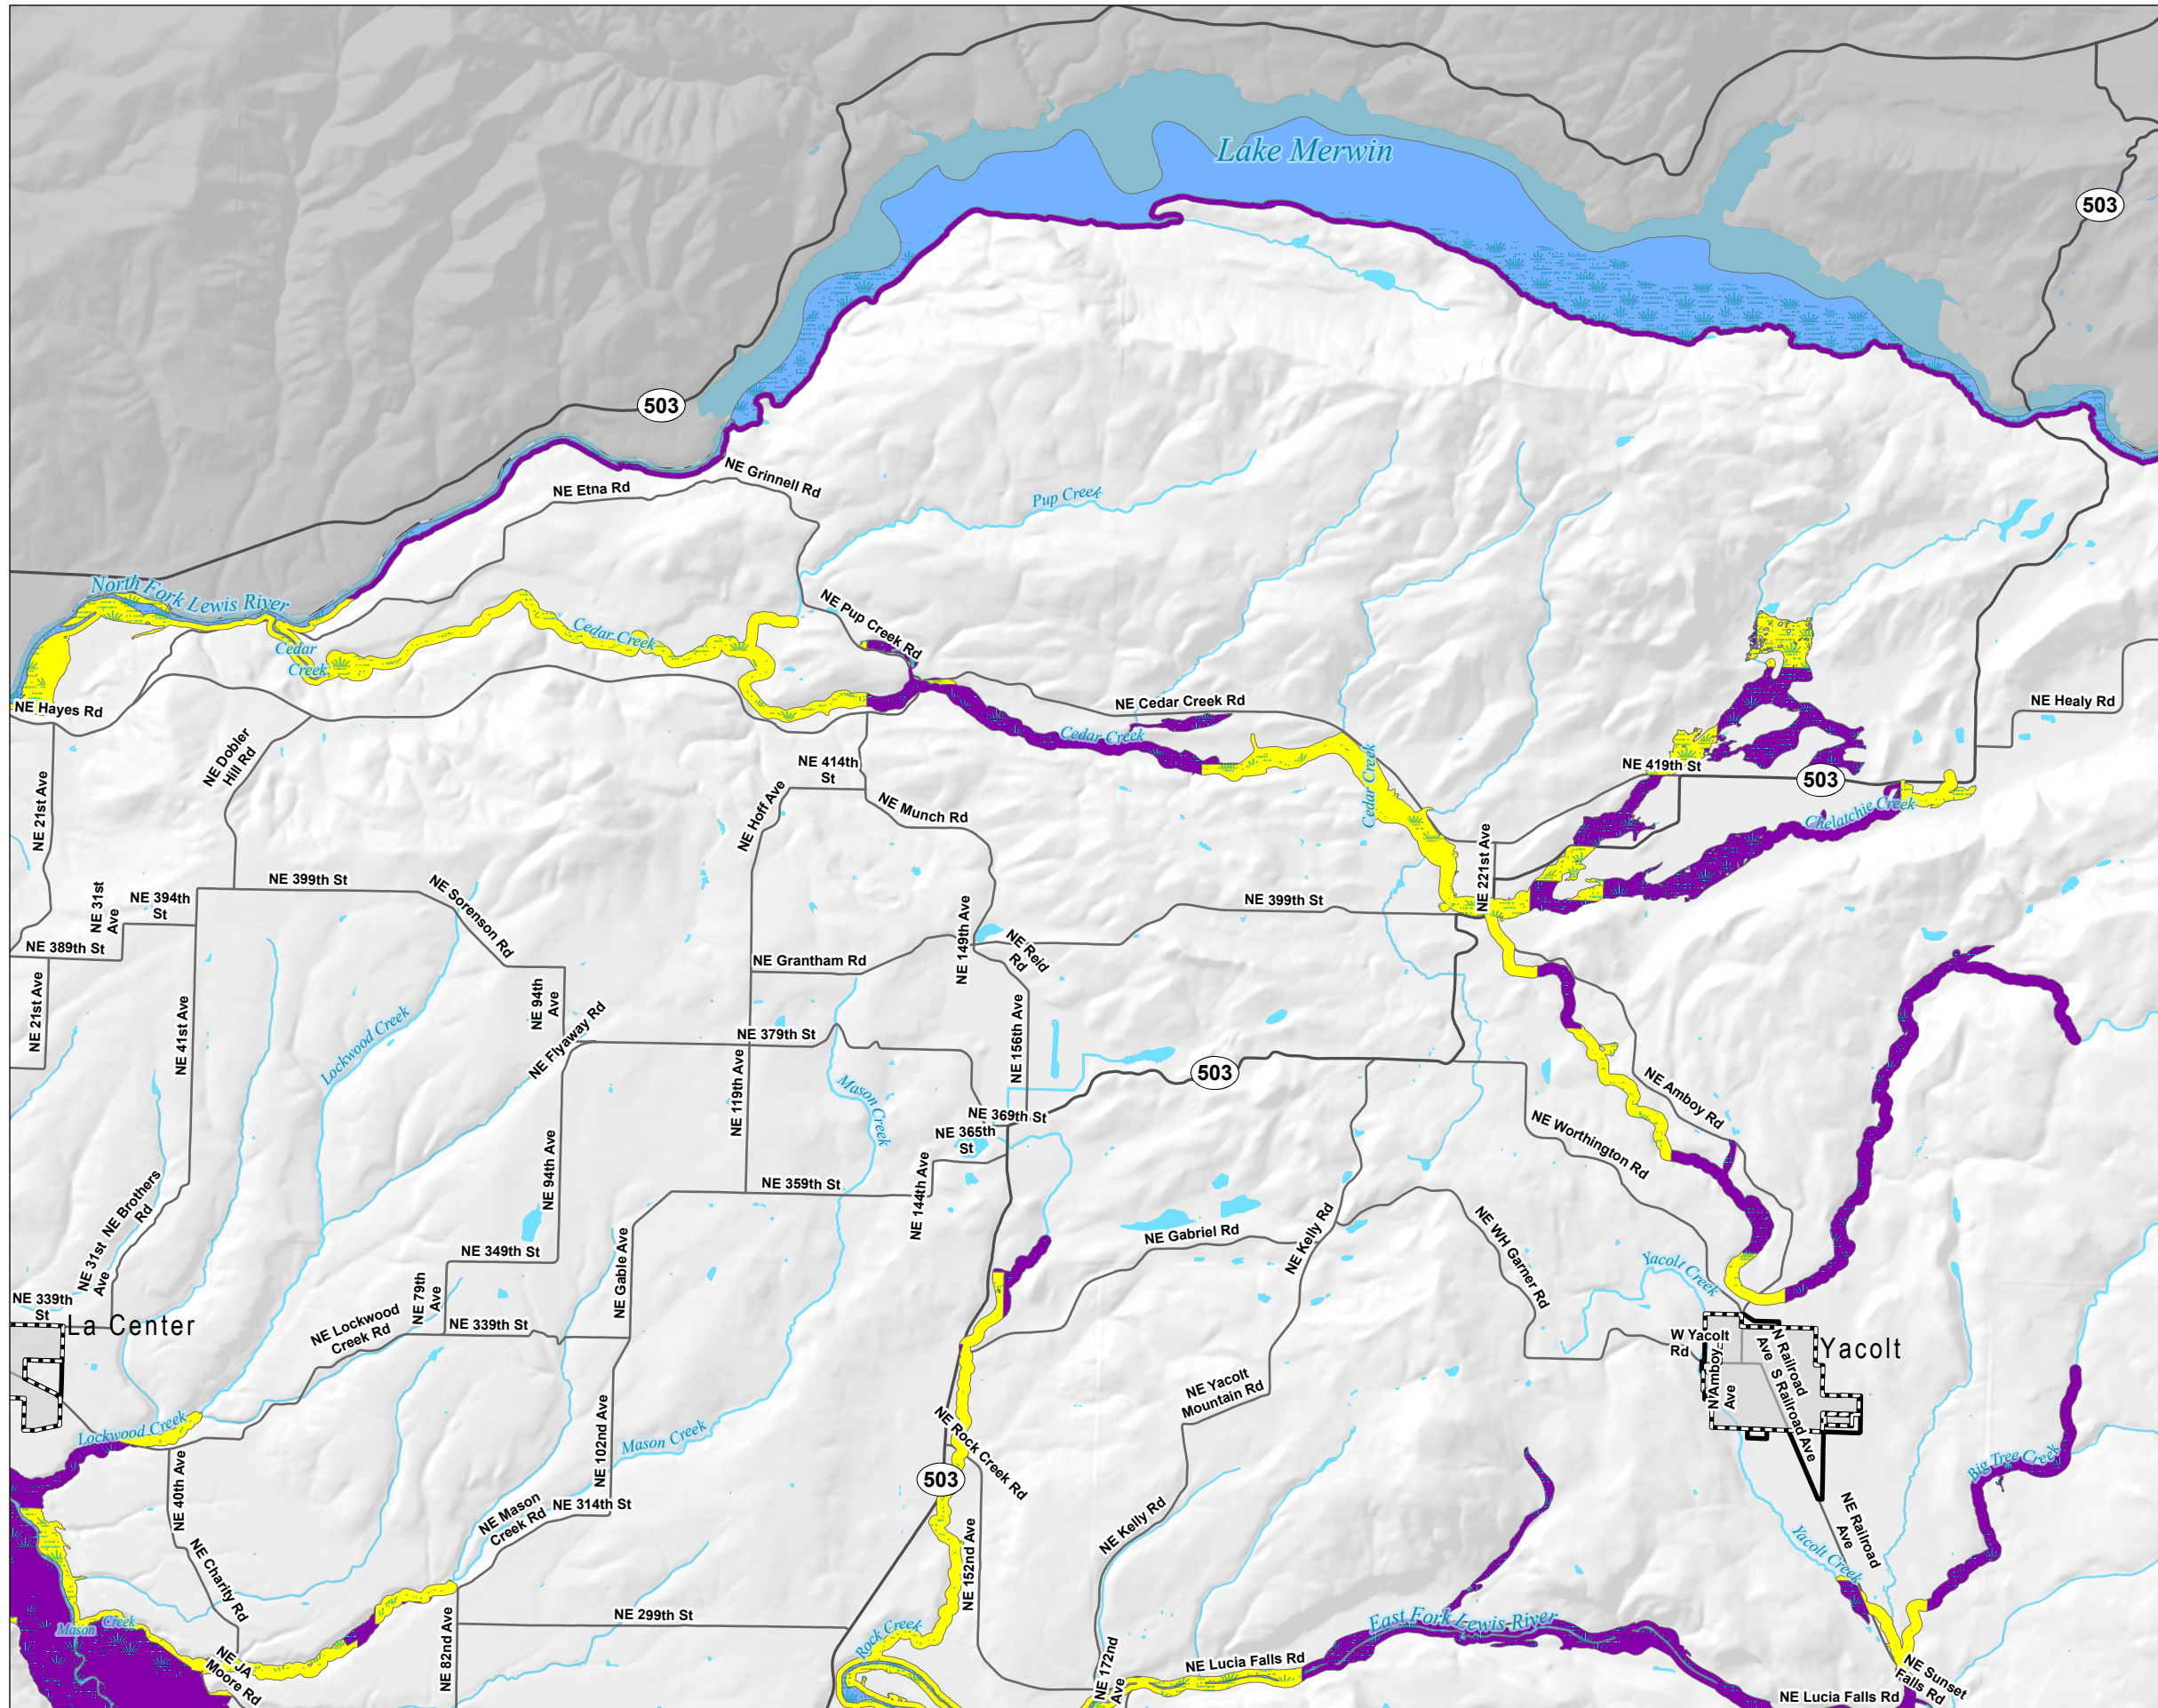 Lake Merwin
503
503
NE Grinnell Rd
NE Etna Rd
Pup Creek
North Fork Lewis River
Cedar Creek
Cedar
Creek
NE Pup Creek Rd
NE Hayes Rd
NE Cedar Creek Rd
NE Healy Rd
Cedar Creek
NE Dobler
Hill Rd
NE 414th
St
NE 419th St
503
Cedar Creek
NE 21st Ave
NE Hoff Ave
NE Munch Rd
Chelatchie Creek
NE 221st Ave
NE 399th St
NE Sorenson Rd
NE 31st
Ave
NE 394th
St
NE 399th St
NE 389th St
NE 149th Ave
NE Reid
Rd
NE Grantham Rd
NE 21st Ave
NE 41st Ave
Lockwood Creek
NE 94th
Ave
NE Flyaway Rd
NE 379th St
NE 156th Ave
503
NE 119th Ave
Mason Creek
NE Amboy Rd
NE 369th St
NE 365th
St
NE Worthington Rd
NE 94th Ave
NE 359th St
NE 144th Ave
NE Brothers
Rd
NE 31st
Ave
NE Gabriel Rd
NE Kelly Rd
NE WH Garner Rd
NE 349th St
NE Gable Ave
NE 79th
Ave
Yacolt Creek
NE 339th
St
La Center
NE Lockwood
Creek Rd
NE 339th St
W Yacolt
Rd
N Amboy
Ave
N Railroad
Ave
S Railroad Ave
Yacolt
NE Yacolt
Mountain Rd
Lockwood Creek
NE 102nd Ave
Mason Creek
NE Rock Creek Rd
503
Big Tree Creek
NE 40th Ave
NE Mason
Creek Rd
NE 314th St
NE Kelly Rd
NE Railroad
Ave
Yacolt Creek
NE 152nd Ave
NE Charity Rd
NE 82nd Ave
NE 299th St
East Fork Lewis River
Mason Creek
Rock Creek
NE JA
Moore Rd
NE 172nd
Ave
NE Lucia Falls Rd
NE Sunset
Falls Rd
NE Lucia Falls Rd